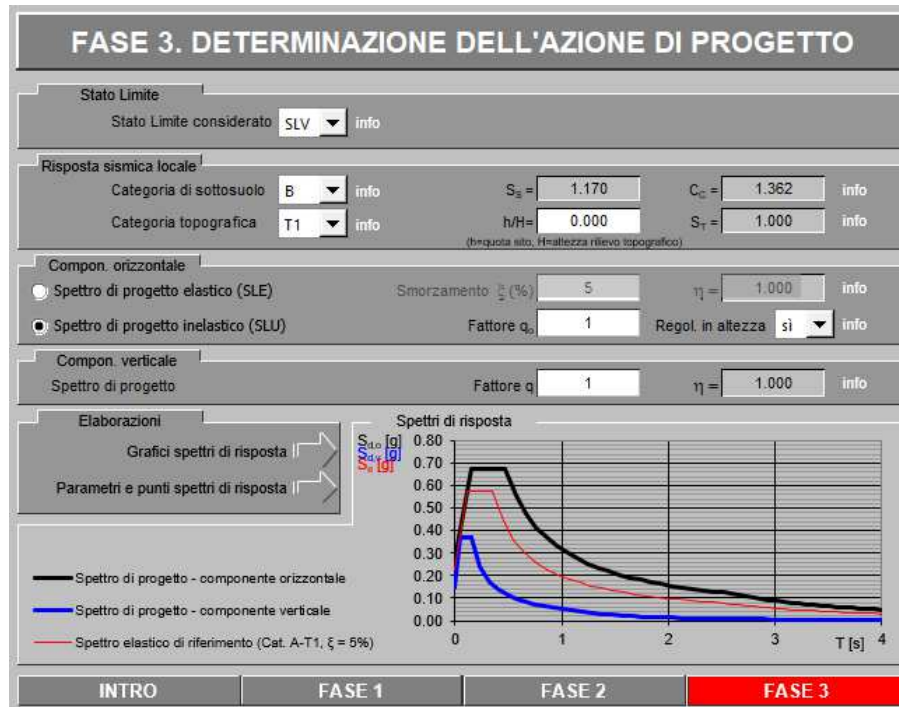 FASE 3. DETERMINAZIONE DELL'AZIONE DI PROGETTO
Stato Limite
Stato Limite considerato SLV info
Risposta sismica locale
Categoria di sottosuolo B info S_S = 1.170 C_C = 1.362 info
Categoria topografica T1 info h/H= 0.000 S_T = 1.000 info
(h=quota sito, H=altezza rilievo topografico)
Compon. orizzontale
Spettro di progetto elastico (SLE) Smorzamento ξ (%) 5 η = 1.000 info
Spettro di progetto inelastico (SLU) Fattore q_o 1 Regol. in altezza sì info
Compon. verticale
Spettro di progetto Fattore q 1 η = 1.000 info
Elaborazioni
Grafici spettri di risposta
Parametri e punti spettri di risposta
Spettri di risposta
S_d,o [g]
S_d,v [g]
S_e [g]
0.80
0.70
0.60
0.50
0.40
0.30
0.20
0.10
0.00
0 1 2 3 4
T [s]
Spettro di progetto - componente orizzontale
Spettro di progetto - componente verticale
Spettro elastico di riferimento (Cat. A-T1, ξ = 5%)
INTRO FASE 1 FASE 2 FASE 3